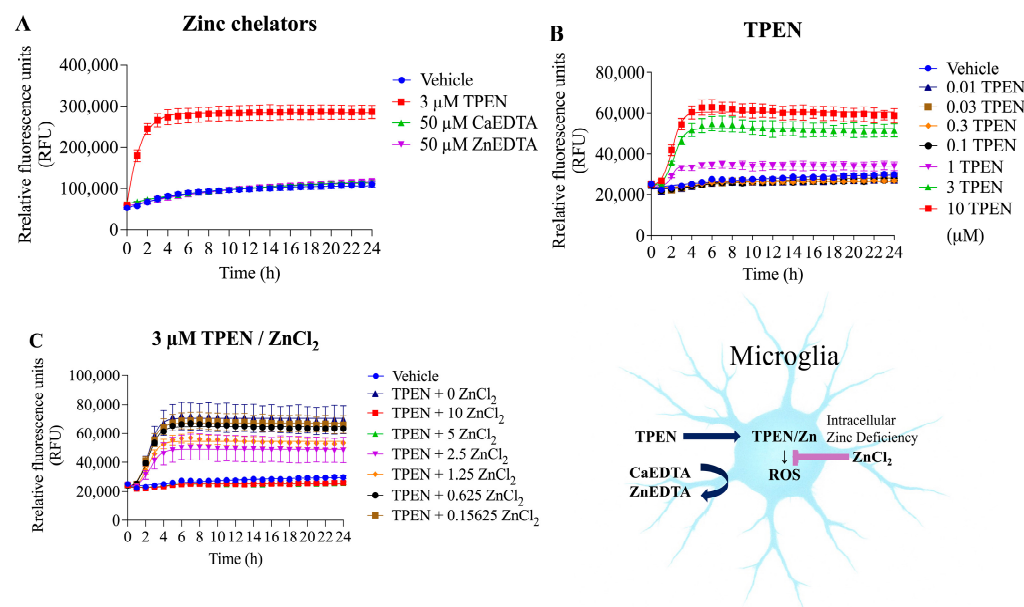 A
Zinc chelators
Rrelative fluorescence units
(RFU)
400,000
300,000
200,000
100,000
0
0 2 4 6 8 10 12 14 16 18 20 22 24
Time (h)
Vehicle
3 µM TPEN
50 µM CaEDTA
50 µM ZnEDTA
B
TPEN
Rrelative fluorescence units
(RFU)
80,000
60,000
40,000
20,000
0
0 2 4 6 8 10 12 14 16 18 20 22 24
Time (h)
Vehicle
0.01 TPEN
0.03 TPEN
0.3 TPEN
0.1 TPEN
1 TPEN
3 TPEN
10 TPEN
(µM)
C
3 µM TPEN / ZnCl₂
Rrelative fluorescence units
(RFU)
100,000
80,000
60,000
40,000
20,000
0
0 2 4 6 8 10 12 14 16 18 20 22 24
Time (h)
Vehicle
TPEN + 0 ZnCl₂
TPEN + 10 ZnCl₂
TPEN + 5 ZnCl₂
TPEN + 2.5 ZnCl₂
TPEN + 1.25 ZnCl₂
TPEN + 0.625 ZnCl₂
TPEN + 0.15625 ZnCl₂
Microglia
TPEN
TPEN/Zn
↓
ROS
Intracellular
Zinc Deficiency
ZnCl₂
CaEDTA
ZnEDTA